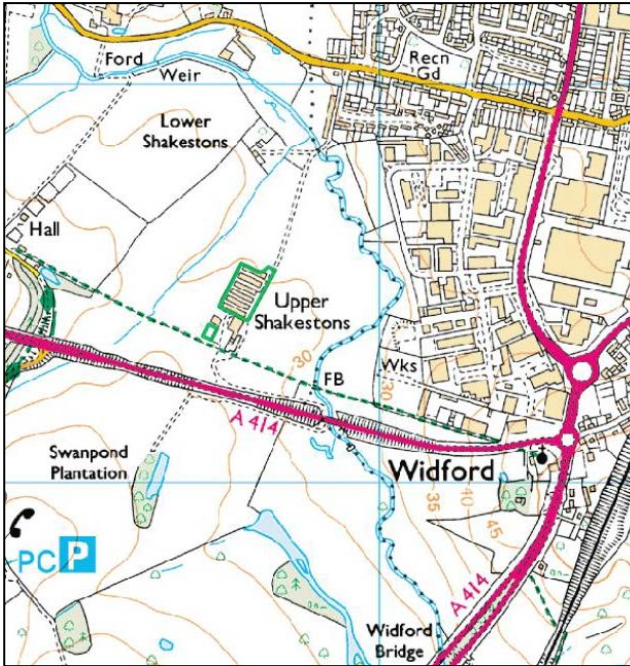 Ford
Weir
Recn
Gd
Lower
Shakestons
Hall
Upper
Shakestons
30
FB
Wks
30
A 414
Swanpond
Plantation
Widford
35
40
45
PC P
A 414
Widford
Bridge